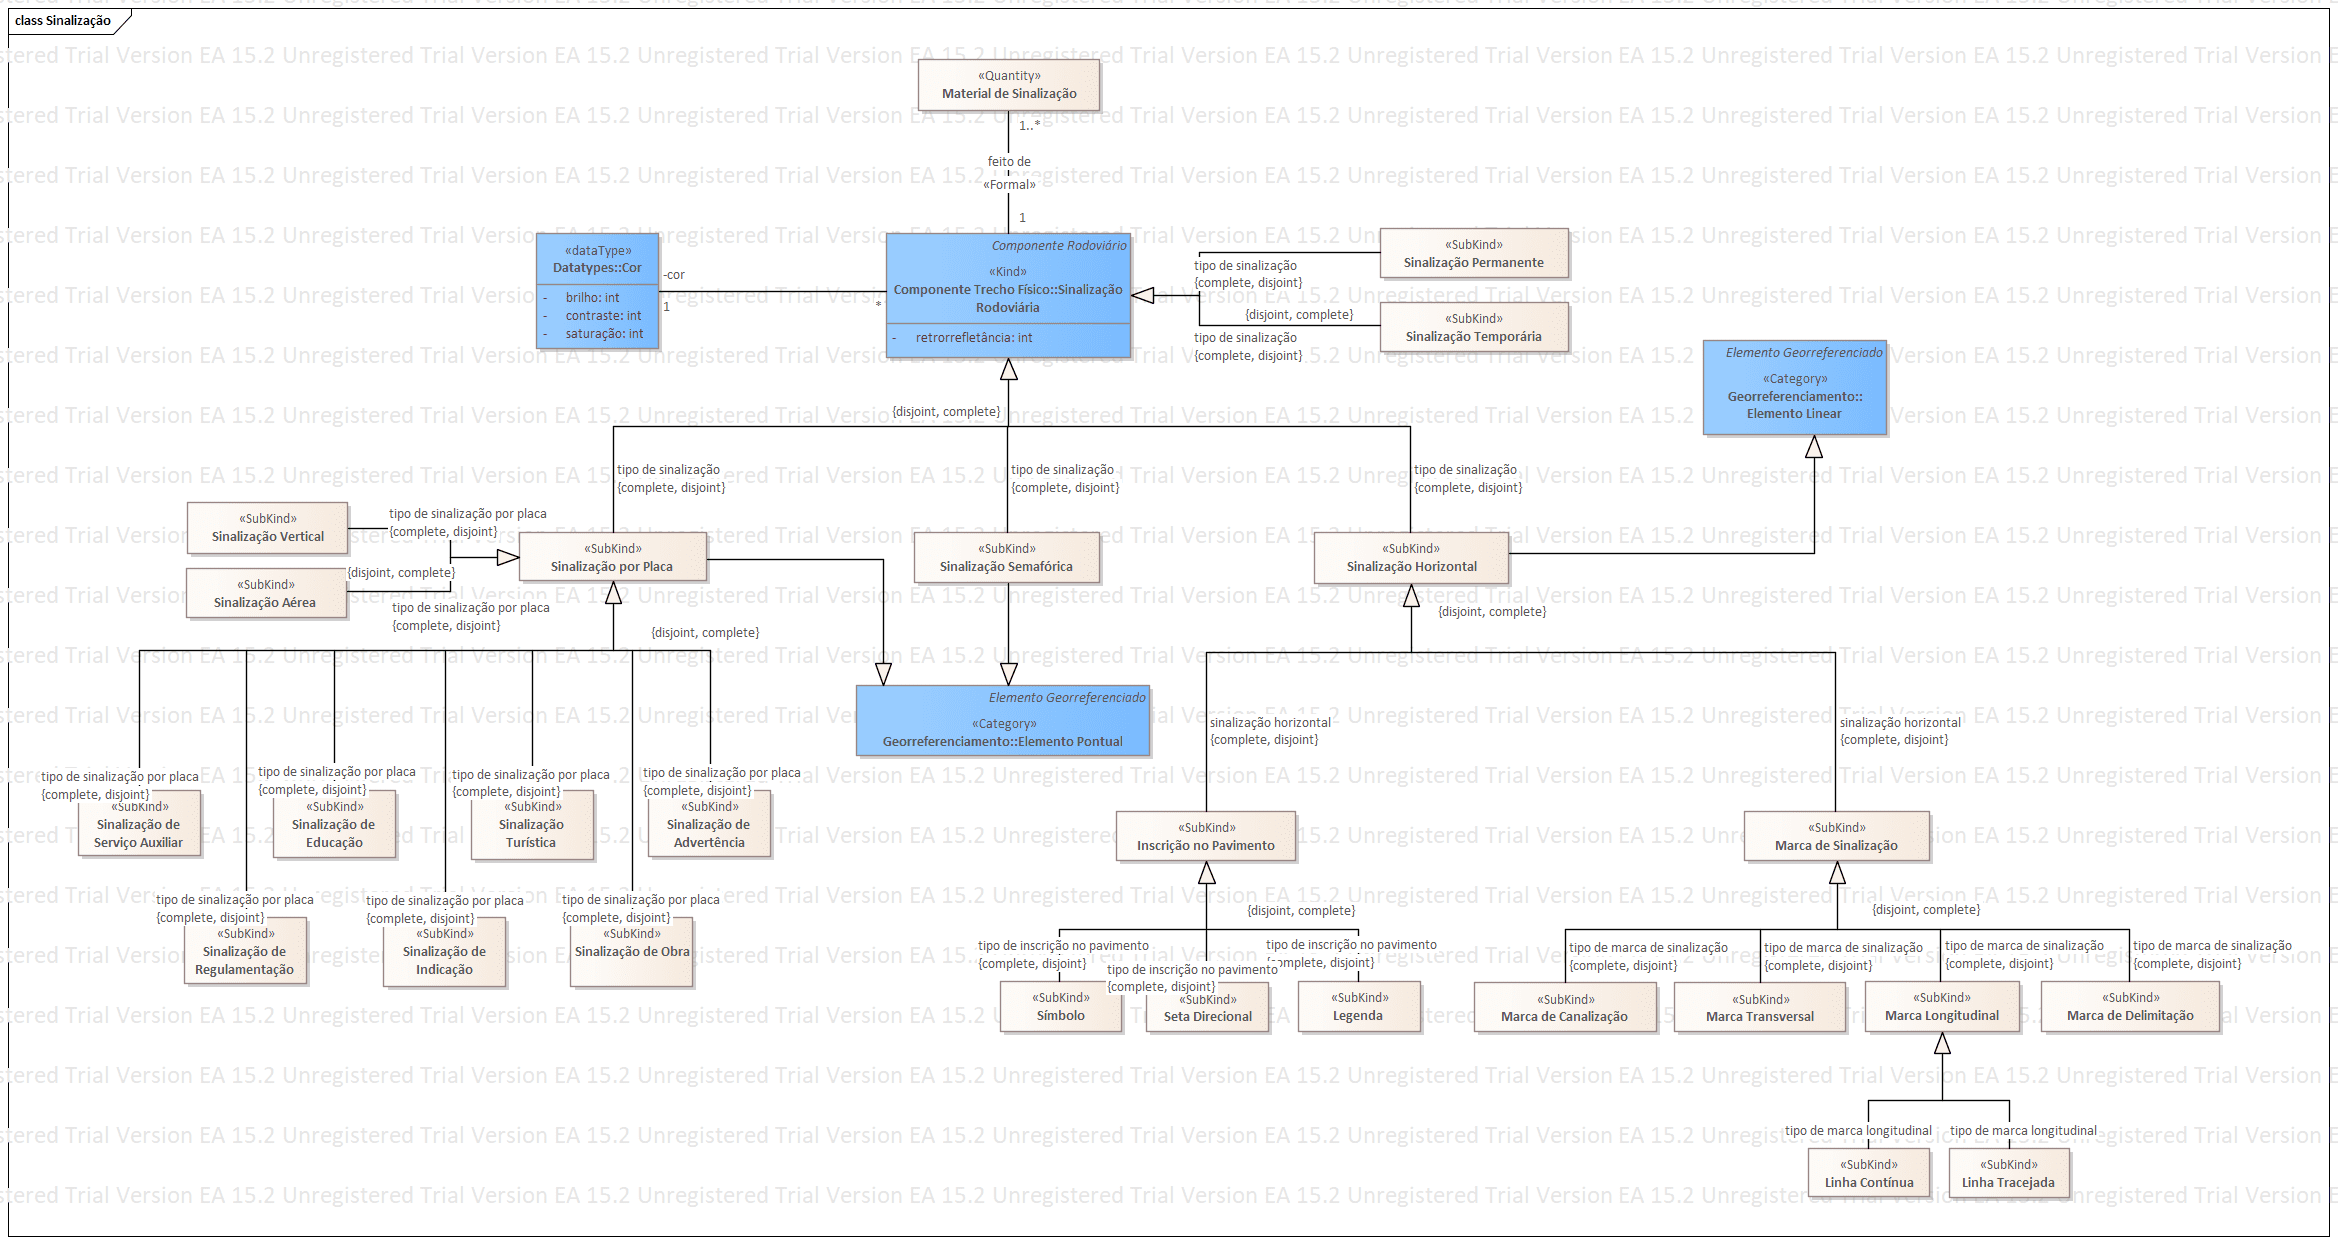 class Sinalização
«Quantity»
Material de Sinalização
1..*
feito de
«Formal»
1
«dataType»
Datatypes::Cor
- brilho: int
- contraste: int
- saturação: int
-cor
1
*
Componente Rodoviário
«Kind»
Componente Trecho Físico::Sinalização
Rodoviária
- retrorrefletância: int
tipo de sinalização
{complete, disjoint}
«SubKind»
Sinalização Permanente
{disjoint, complete}
tipo de sinalização
{complete, disjoint}
«SubKind»
Sinalização Temporária
Elemento Georreferenciado
«Category»
Georreferenciamento::
Elemento Linear
{disjoint, complete}
tipo de sinalização
{complete, disjoint}
tipo de sinalização
{complete, disjoint}
tipo de sinalização
{complete, disjoint}
«SubKind»
Sinalização Vertical
tipo de sinalização por placa
{complete, disjoint}
«SubKind»
Sinalização Aérea
{disjoint, complete}
tipo de sinalização por placa
{complete, disjoint}
«SubKind»
Sinalização por Placa
«SubKind»
Sinalização Semafórica
«SubKind»
Sinalização Horizontal
{disjoint, complete}
{disjoint, complete}
Elemento Georreferenciado
«Category»
Georreferenciamento::Elemento Pontual
tipo de sinalização por placa
{complete, disjoint}
«SubKind»
Sinalização de
Serviço Auxiliar
tipo de sinalização por placa
{complete, disjoint}
«SubKind»
Sinalização de
Educação
tipo de sinalização por placa
{complete, disjoint}
«SubKind»
Sinalização
Turística
tipo de sinalização por placa
{complete, disjoint}
«SubKind»
Sinalização de
Advertência
tipo de sinalização por placa
{complete, disjoint}
«SubKind»
Sinalização de
Regulamentação
tipo de sinalização por placa
{complete, disjoint}
«SubKind»
Sinalização de
Indicação
tipo de sinalização por placa
{complete, disjoint}
«SubKind»
Sinalização de Obra
sinalização horizontal
{complete, disjoint}
sinalização horizontal
{complete, disjoint}
«SubKind»
Inscrição no Pavimento
«SubKind»
Marca de Sinalização
{disjoint, complete}
tipo de inscrição no pavimento
{complete, disjoint}
tipo de inscrição no pavimento
{complete, disjoint}
tipo de inscrição no pavimento
{complete, disjoint}
«SubKind»
Símbolo
«SubKind»
Seta Direcional
«SubKind»
Legenda
{disjoint, complete}
tipo de marca de sinalização
{complete, disjoint}
tipo de marca de sinalização
{complete, disjoint}
tipo de marca de sinalização
{complete, disjoint}
tipo de marca de sinalização
{complete, disjoint}
«SubKind»
Marca de Canalização
«SubKind»
Marca Transversal
«SubKind»
Marca Longitudinal
«SubKind»
Marca de Delimitação
tipo de marca longitudinal
tipo de marca longitudinal
«SubKind»
Linha Contínua
«SubKind»
Linha Tracejada